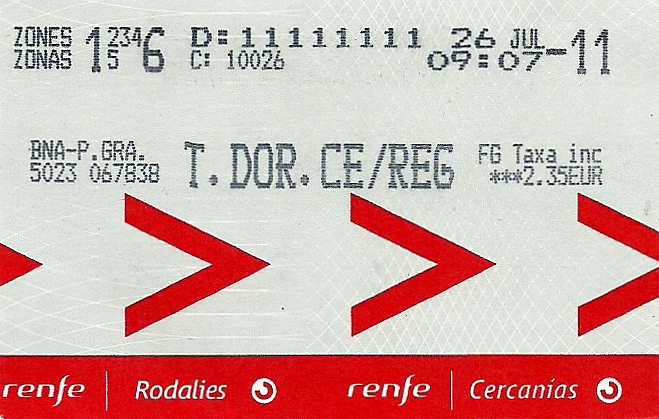 ZONES 1 234 6 D:11111111 26 JUL-11
ZONAS 5 C: 10026 09:07
BNA-P.GRA. T.DOR.CE/REG FG Taxa inc
5023 067838 ***2.35EUR
renfe Rodalies renfe Cercanías